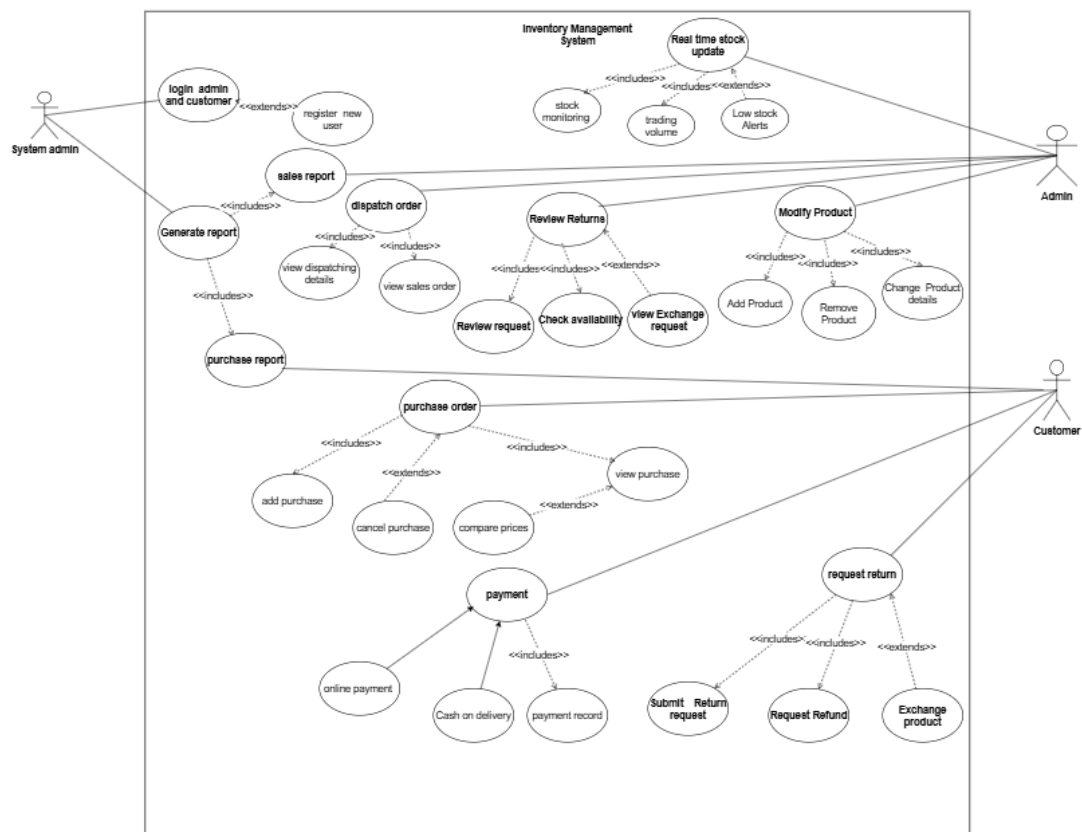 Inventory Management
System
Real time stock
update
<<includes>>
<<includes>>
<<extends>>
stock
monitoring
trading
volume
Low stock
Alerts
login admin
and customer
<<extends>>
register new
user
System admin
Admin
sales report
<<includes>>
Generate report
dispatch order
<<includes>>
<<includes>>
view dispatching
details
view sales order
Review Returns
<<includes>>
<<includes>>
<<extends>>
Review request
Check availability
view Exchange
request
Modify Product
<<includes>>
<<includes>>
<<includes>>
Add Product
Remove
Product
Change Product
details
<<includes>>
purchase report
Customer
purchase order
<<includes>>
<<extends>>
<<includes>>
view purchase
add purchase
cancel purchase
compare prices
<<extends>>
payment
<<includes>>
online payment
Cash on delivery
payment record
request return
<<includes>>
<<includes>>
<<extends>>
Submit Return
request
Request Refund
Exchange
product